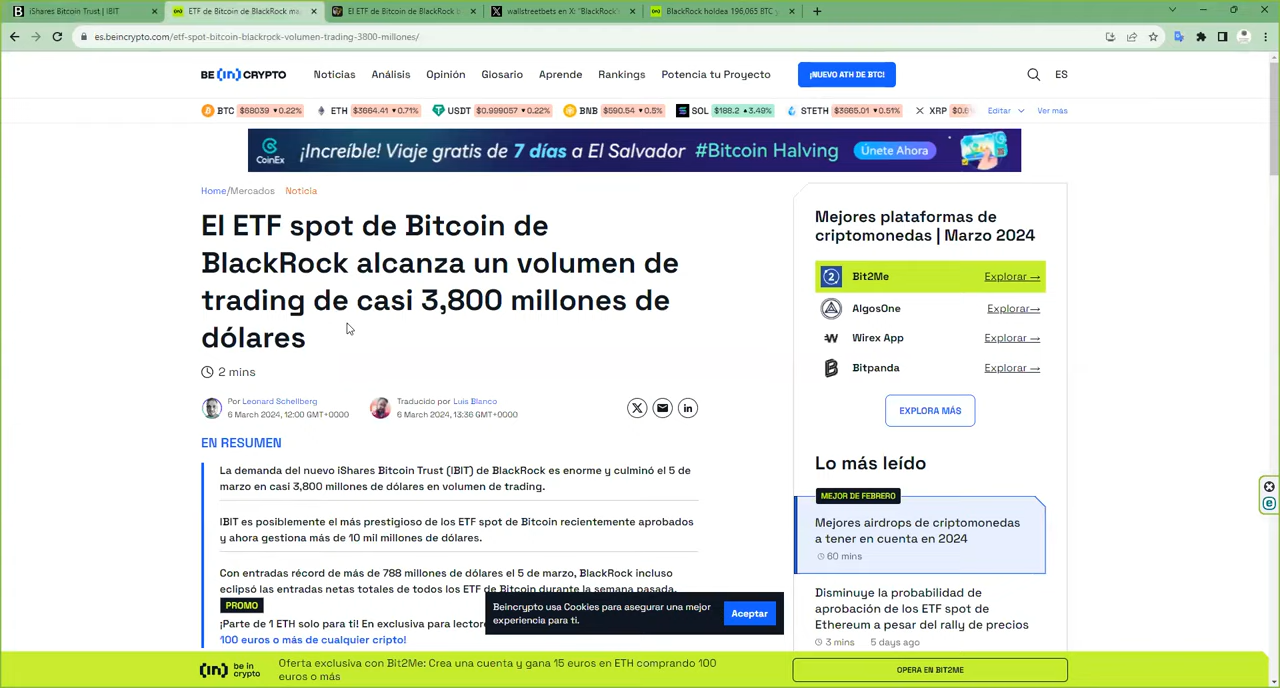 iShares Bitcoin Trust | IBIT
ETF de Bitcoin de BlackRock ma
El ETF de Bitcoin de BlackRock b
wallstreetbets en X: "BlackRock'
BlackRock holdea 196,065 BTC y
es.beincrypto.com/etf-spot-bitcoin-blackrock-volumen-trading-3800-millones/
BE[IN]CRYPTO Noticias Análisis Opinión Glosario Aprende Rankings Potencia tu Proyecto ¡NUEVO ATH DE BTC! ES
BTC $68039 ▾0.22% ETH $3664.41 ▾0.71% USDT $0.999057 ▾0.22% BNB $590.54 ▾0.5% SOL $188.2 ▴3.49% STETH $3665.01 ▾0.51% XRP $0.6 Editar Ver más
CoinEx ¡Increíble! Viaje gratis de 7 días a El Salvador #Bitcoin Halving Únete Ahora
Home/Mercados Noticia
El ETF spot de Bitcoin de
BlackRock alcanza un volumen de
trading de casi 3,800 millones de
dólares
2 mins
Por Leonard Schellberg
6 March 2024, 12:00 GMT+0000
Traducido por Luis Blanco
6 March 2024, 13:36 GMT+0000
EN RESUMEN
La demanda del nuevo iShares Bitcoin Trust (IBIT) de BlackRock es enorme y culminó el 5 de
marzo en casi 3,800 millones de dólares en volumen de trading.
IBIT es posiblemente el más prestigioso de los ETF spot de Bitcoin recientemente aprobados
y ahora gestiona más de 10 mil millones de dólares.
Con entradas récord de más de 788 millones de dólares el 5 de marzo, BlackRock incluso
eclipsó las entradas netas totales de todos los ETF de Bitcoin durante la semana pasada.
PROMO
¡Parte de 1 ETH solo para ti! En exclusiva para lector
100 euros o más de cualquier cripto!
Mejores plataformas de
criptomonedas | Marzo 2024
Bit2Me Explorar →
AlgosOne Explorar→
Wirex App Explorar →
Bitpanda Explorar →
EXPLORA MÁS
Lo más leído
MEJOR DE FEBRERO
Mejores airdrops de criptomonedas
a tener en cuenta en 2024
60 mins
Disminuye la probabilidad de
aprobación de los ETF spot de
Ethereum a pesar del rally de precios
3 mins 5 days ago
Beincrypto usa Cookies para asegurar una mejor
experiencia para ti.
Aceptar
be in
crypto
Oferta exclusiva con Bit2Me: Crea una cuenta y gana 15 euros en ETH comprando 100
euros o más
OPERA EN BIT2ME